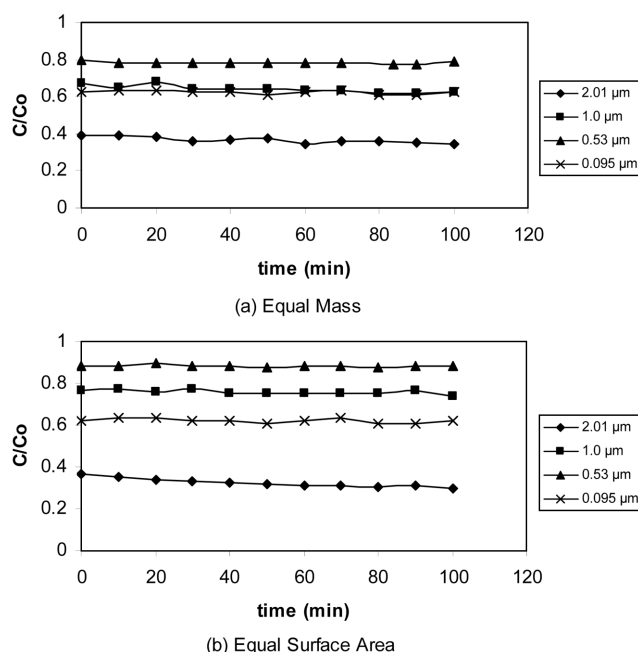 1
0.8
0.6
0.4
0.2
0
C/Co
0 20 40 60 80 100 120
time (min)
2.01 µm
1.0 µm
0.53 µm
0.095 µm
(a) Equal Mass
1
0.8
0.6
0.4
0.2
0
C/Co
0 20 40 60 80 100 120
time (min)
2.01 µm
1.0 µm
0.53 µm
0.095 µm
(b) Equal Surface Area